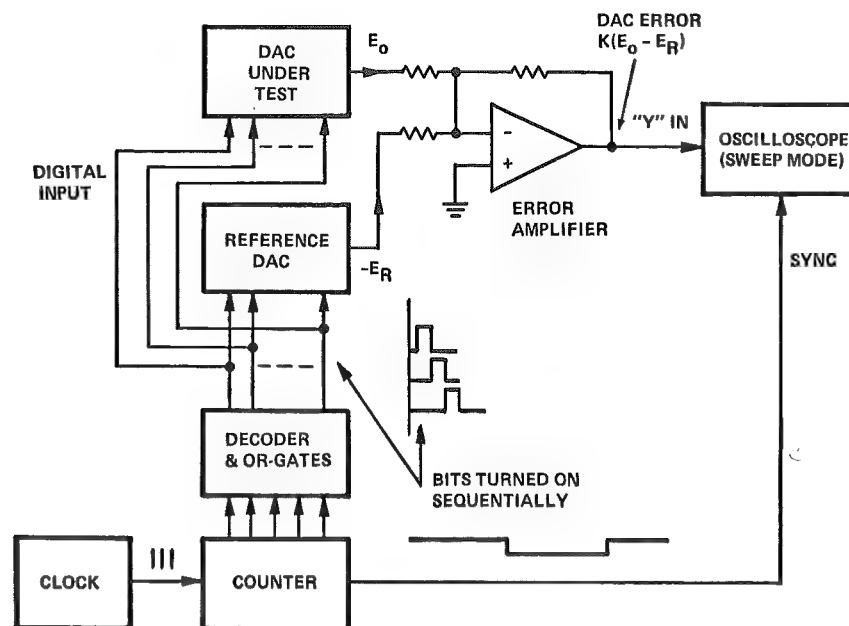 DAC ERROR
K(Eo – ER)
DAC
UNDER
TEST
Eo
"Y" IN
OSCILLOSCOPE
(SWEEP MODE)
–
+
DIGITAL
INPUT
ERROR
AMPLIFIER
REFERENCE
DAC
-ER
SYNC
DECODER
& OR-GATES
BITS TURNED ON
SEQUENTIALLY
CLOCK
COUNTER